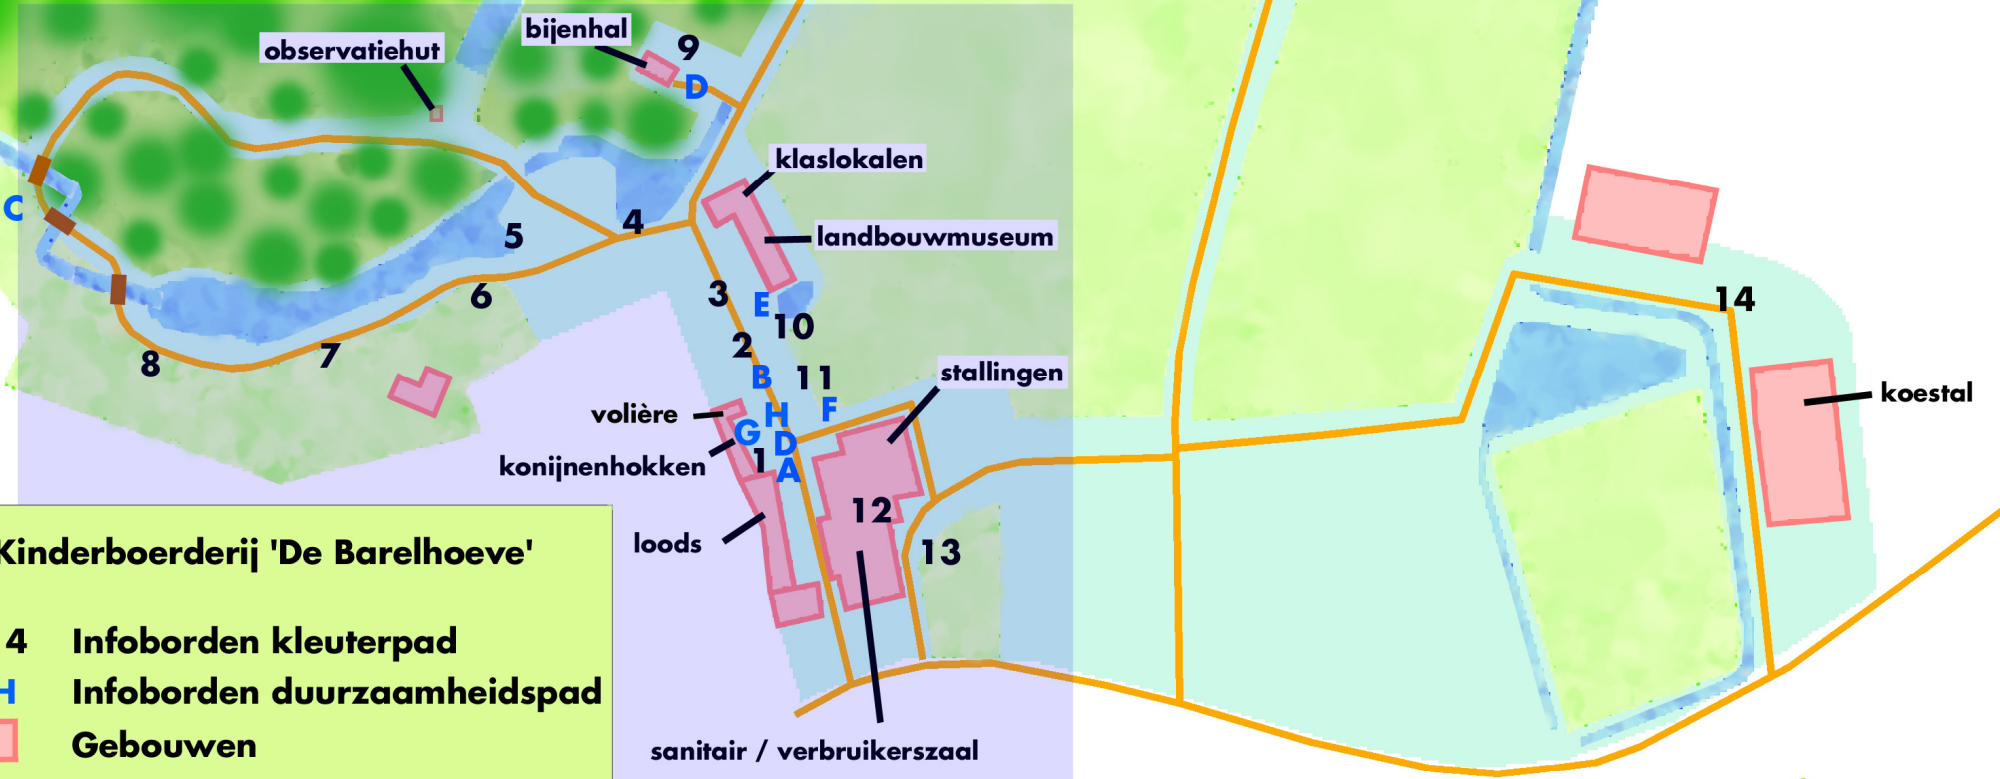 bijenhal
9
observatiehut
D
klaslokalen
C
4
5
landbouwmuseum
3
6
E
10
14
2
8
7
B
11
stallingen
koestal
volière
H
F
G
D
konijnenhokken
1
A
12
loods
13
Kinderboerderij 'De Barelhoeve'
4 Infoborden kleuterpad
H Infoborden duurzaamheidspad
Gebouwen
sanitair / verbruikerszaal